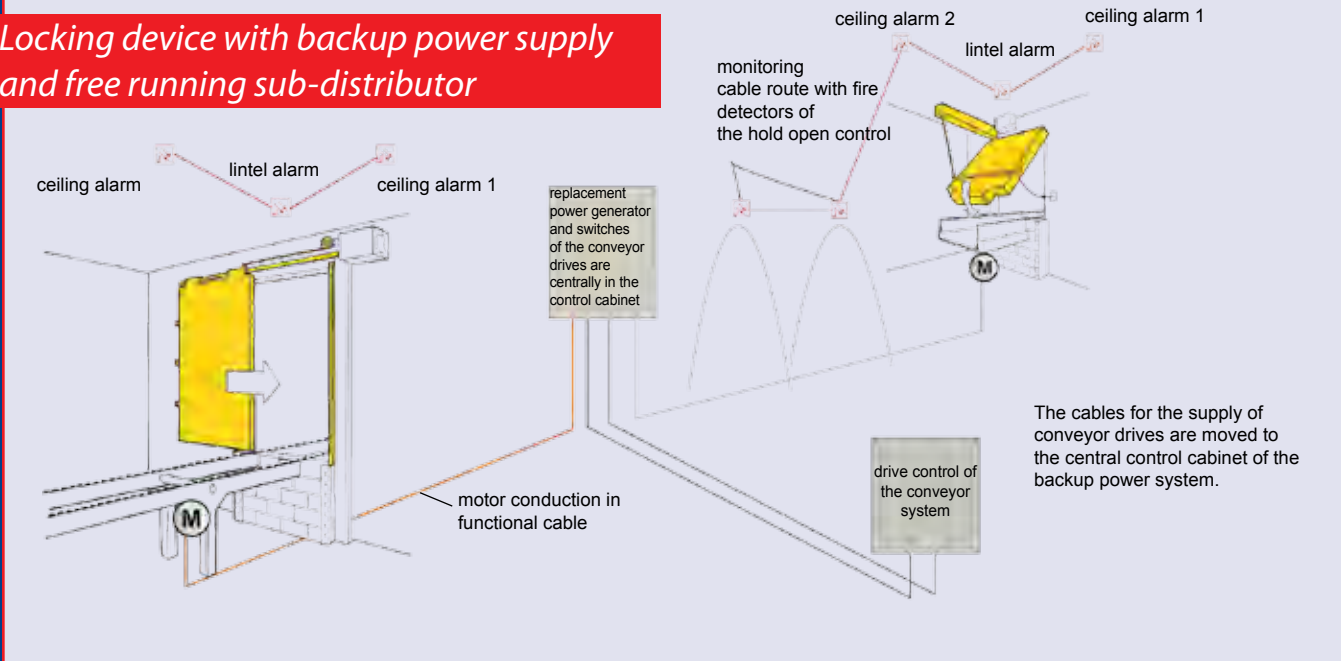 Locking device with backup power supply
and free running sub-distributor
ceiling alarm
lintel alarm
ceiling alarm 1
replacement
power generator
and switches
of the conveyor
drives are
centrally in the
control cabinet
monitoring
cable route with fire
detectors of
the hold open control
ceiling alarm 2
lintel alarm
ceiling alarm 1
M
M
motor conduction in
functional cable
drive control of
the conveyor
system
The cables for the supply of
conveyor drives are moved to
the central control cabinet of the
backup power system.